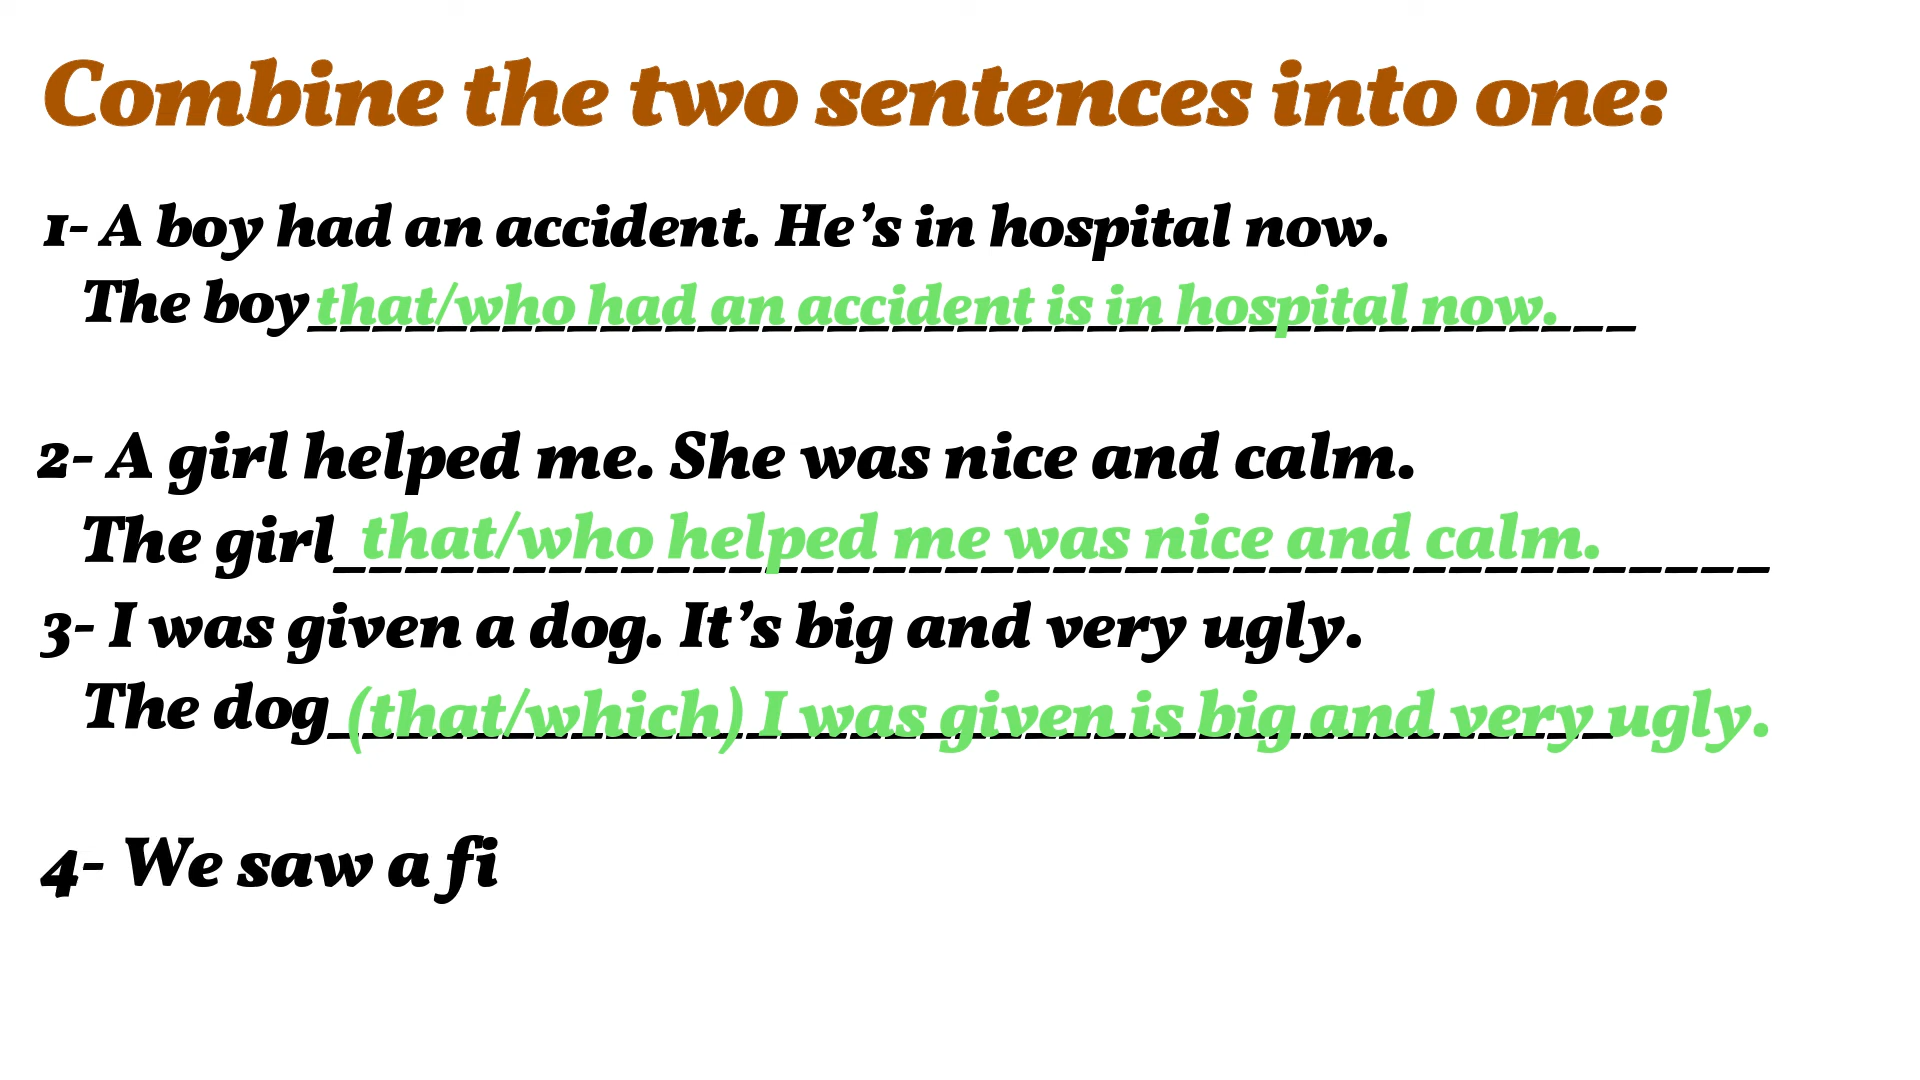 Combine the two sentences into one:
1- A boy had an accident. He’s in hospital now.
The boy that/who had an accident is in hospital now.
2- A girl helped me. She was nice and calm.
The girl that/who helped me was nice and calm.
3- I was given a dog. It’s big and very ugly.
The dog (that/which) I was given is big and very ugly.
4- We saw a fi